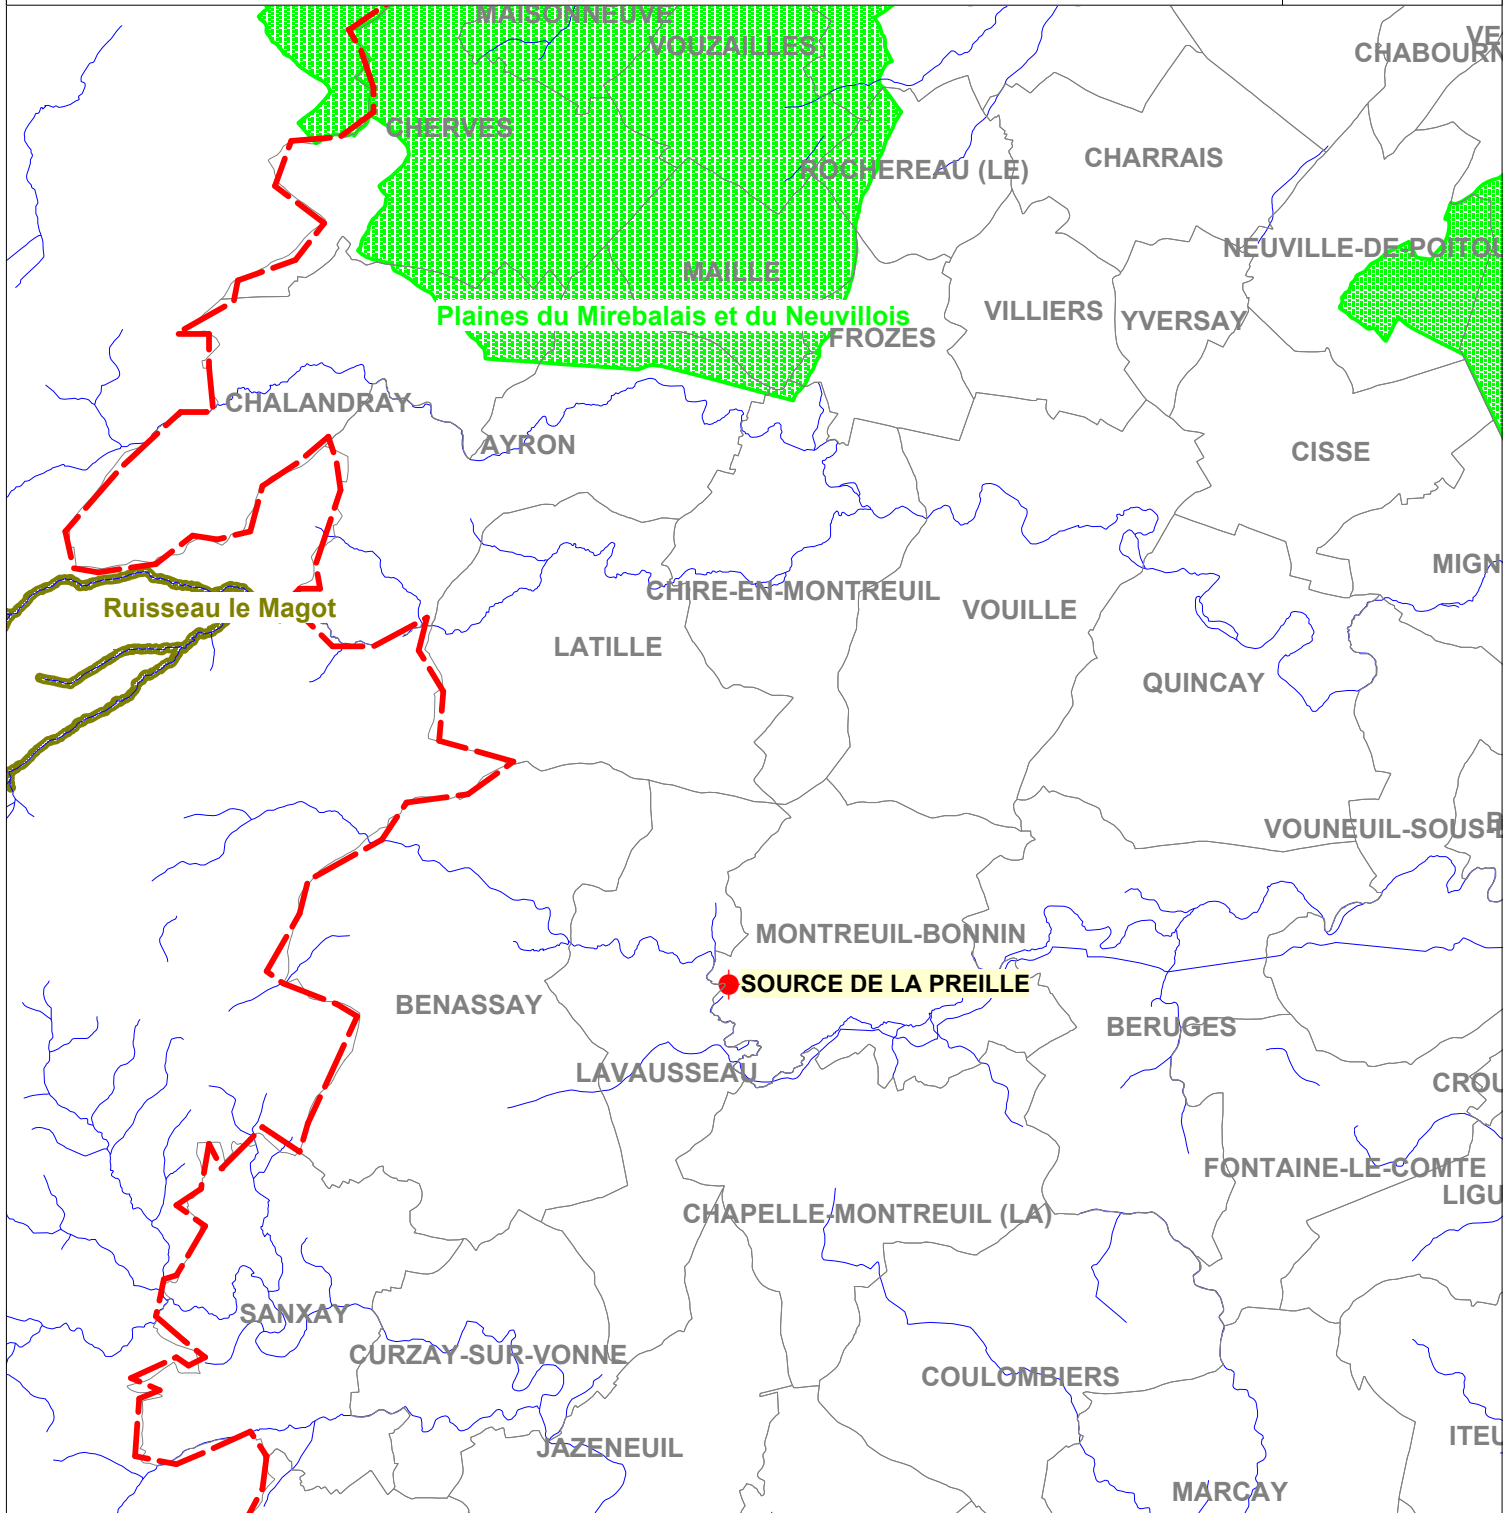 MAISONNEUVE
VOUZAILLES
CHABOURN
CHERVES
ROCHEREAU (LE)
CHARRAIS
NEUVILLE-DE-POITOU
MAILLE
Plaines du Mirebalais et du Neuvillois
VILLIERS
YVERSAY
FROZES
CHALANDRAY
AYRON
CISSE
MIGN
CHIRE-EN-MONTREUIL
Ruisseau le Magot
VOUILLE
LATILLE
QUINCAY
VOUNEUIL-SOUS-
MONTREUIL-BONNIN
SOURCE DE LA PREILLE
BENASSAY
BERUGES
LAVAUSSEAU
CROU
FONTAINE-LE-COMTE
LIGU
CHAPELLE-MONTREUIL (LA)
SANXAY
CURZAY-SUR-VONNE
COULOMBIERS
JAZENEUIL
ITEU
MARCAY